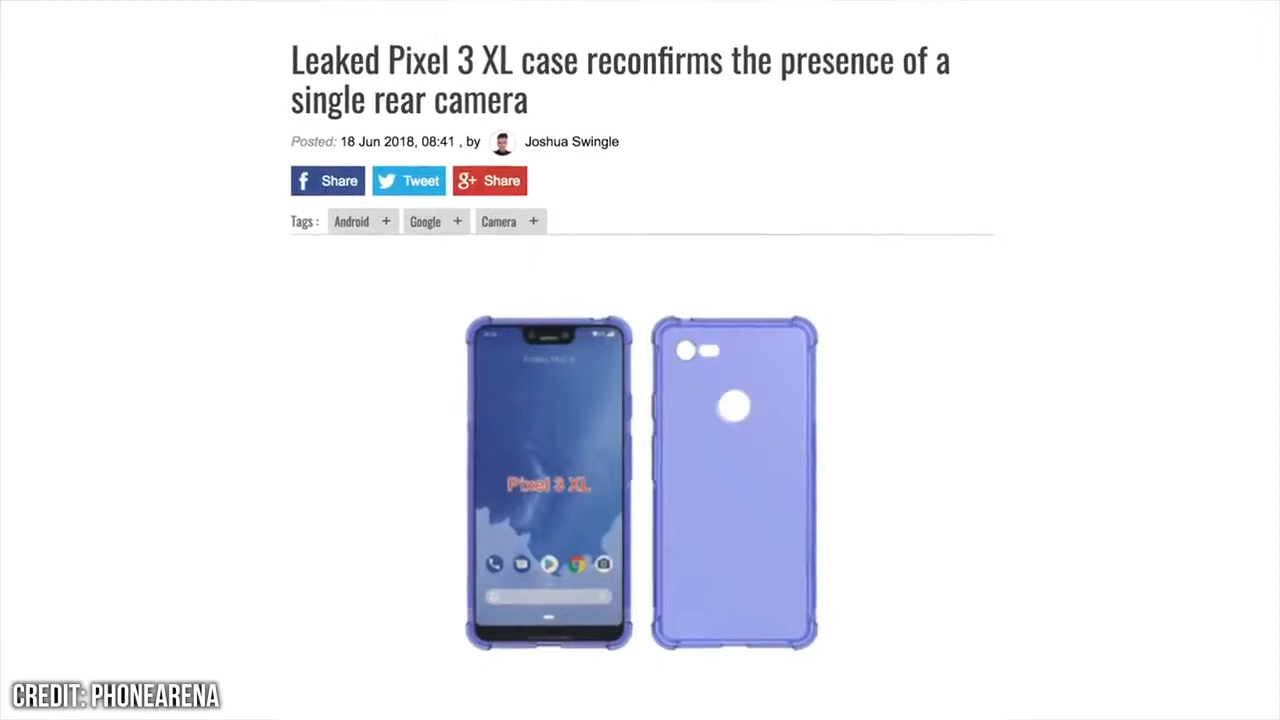 Leaked Pixel 3 XL case reconfirms the presence of a
single rear camera
Posted: 18 Jun 2018, 08:41 , by Joshua Swingle
f Share Tweet g+ Share
Tags : Android + Google + Camera +
Pixel 3 XL
CREDIT: PHONEARENA